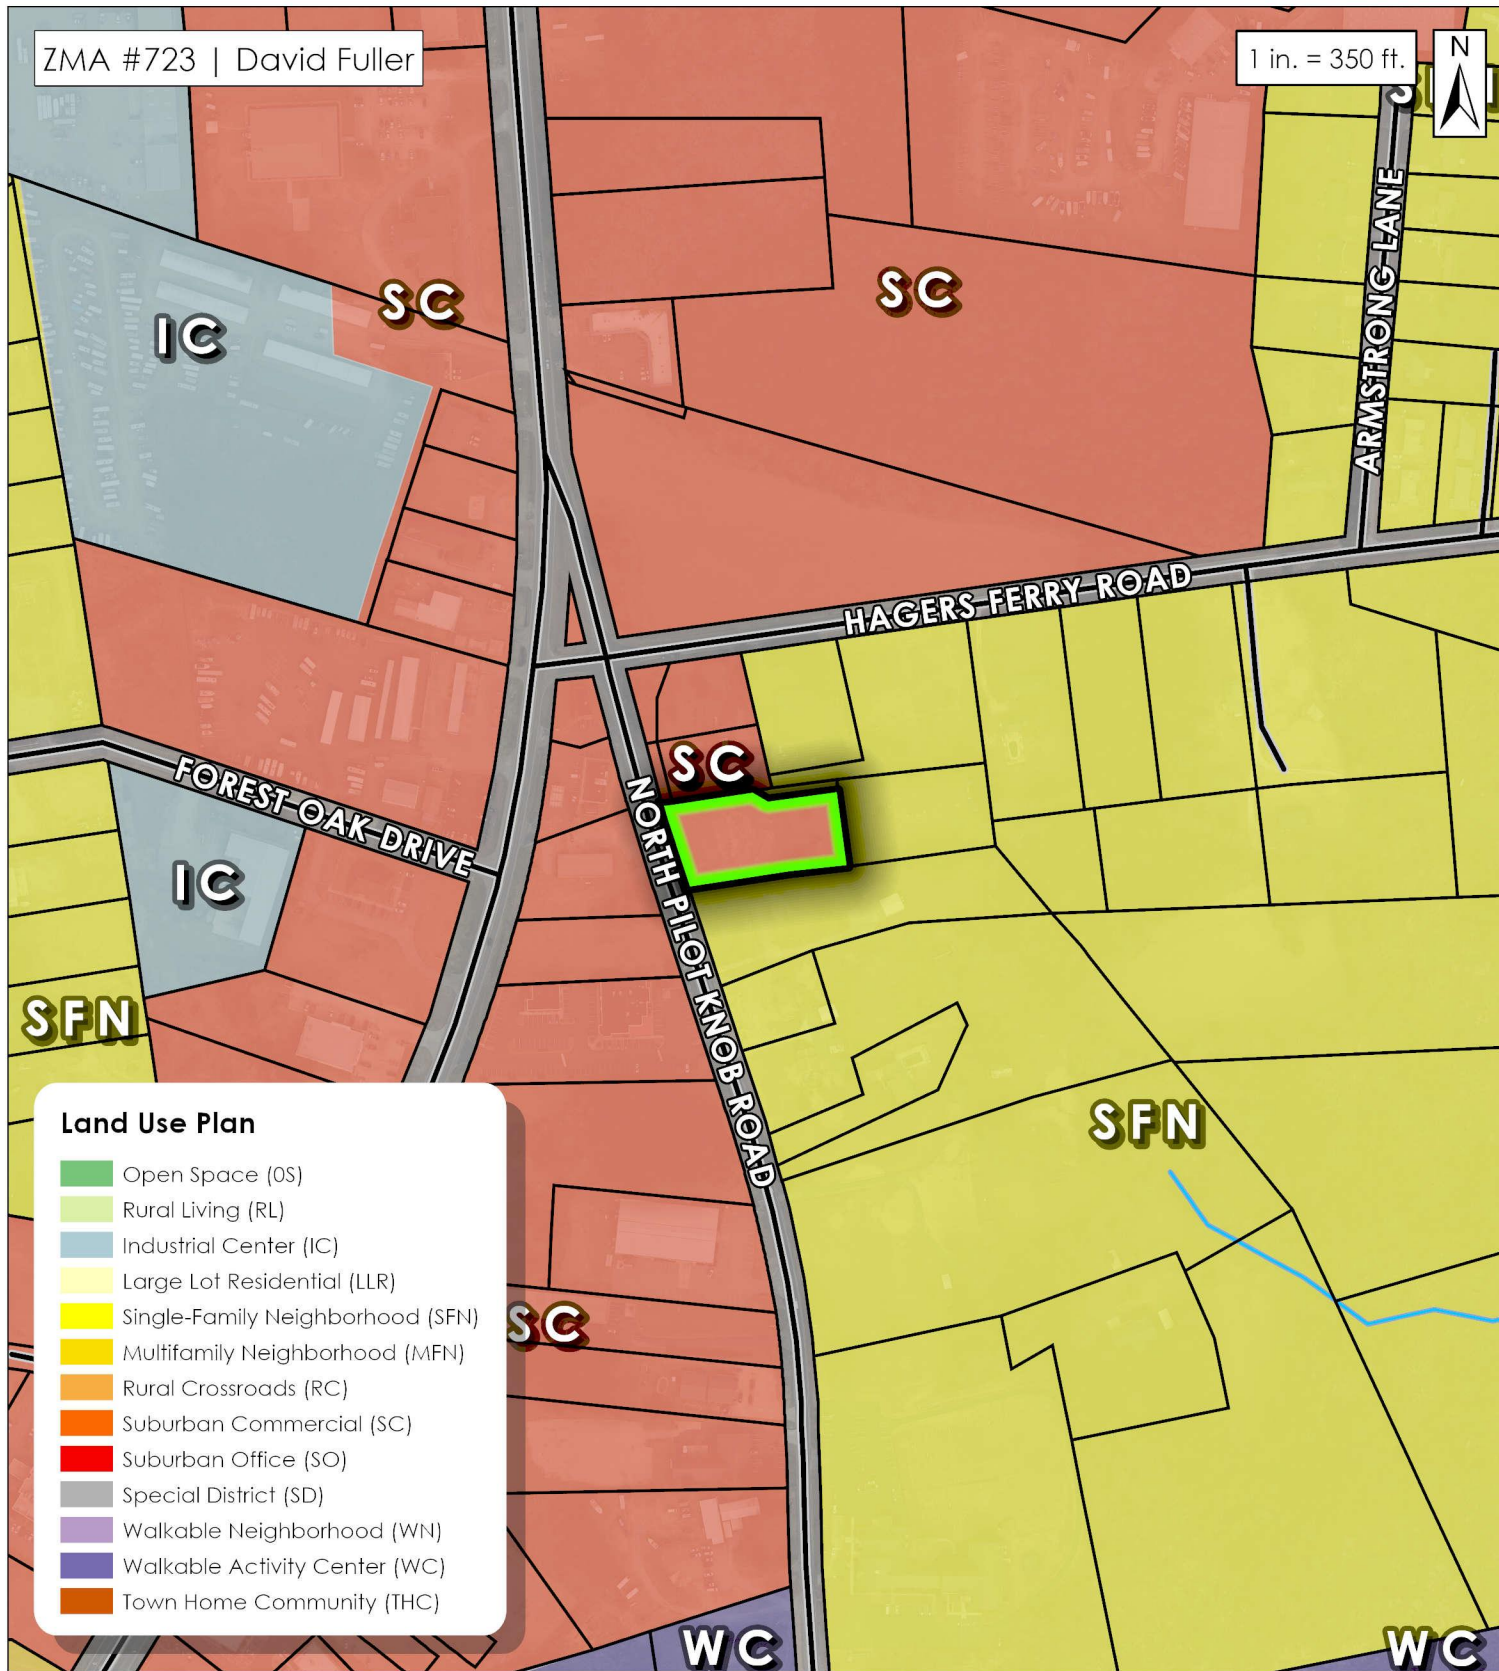 ZMA #723 | David Fuller
1 in. = 350 ft.
N
SC
SC
IC
ARMSTRONG LANE
HAGERS FERRY ROAD
SC
FOREST OAK DRIVE
NORTH PILOT KNOB ROAD
IC
SFN
SFN
SC
Land Use Plan
Open Space (0S)
Rural Living (RL)
Industrial Center (IC)
Large Lot Residential (LLR)
Single-Family Neighborhood (SFN)
Multifamily Neighborhood (MFN)
Rural Crossroads (RC)
Suburban Commercial (SC)
Suburban Office (SO)
Special District (SD)
Walkable Neighborhood (WN)
Walkable Activity Center (WC)
Town Home Community (THC)
WC
WC